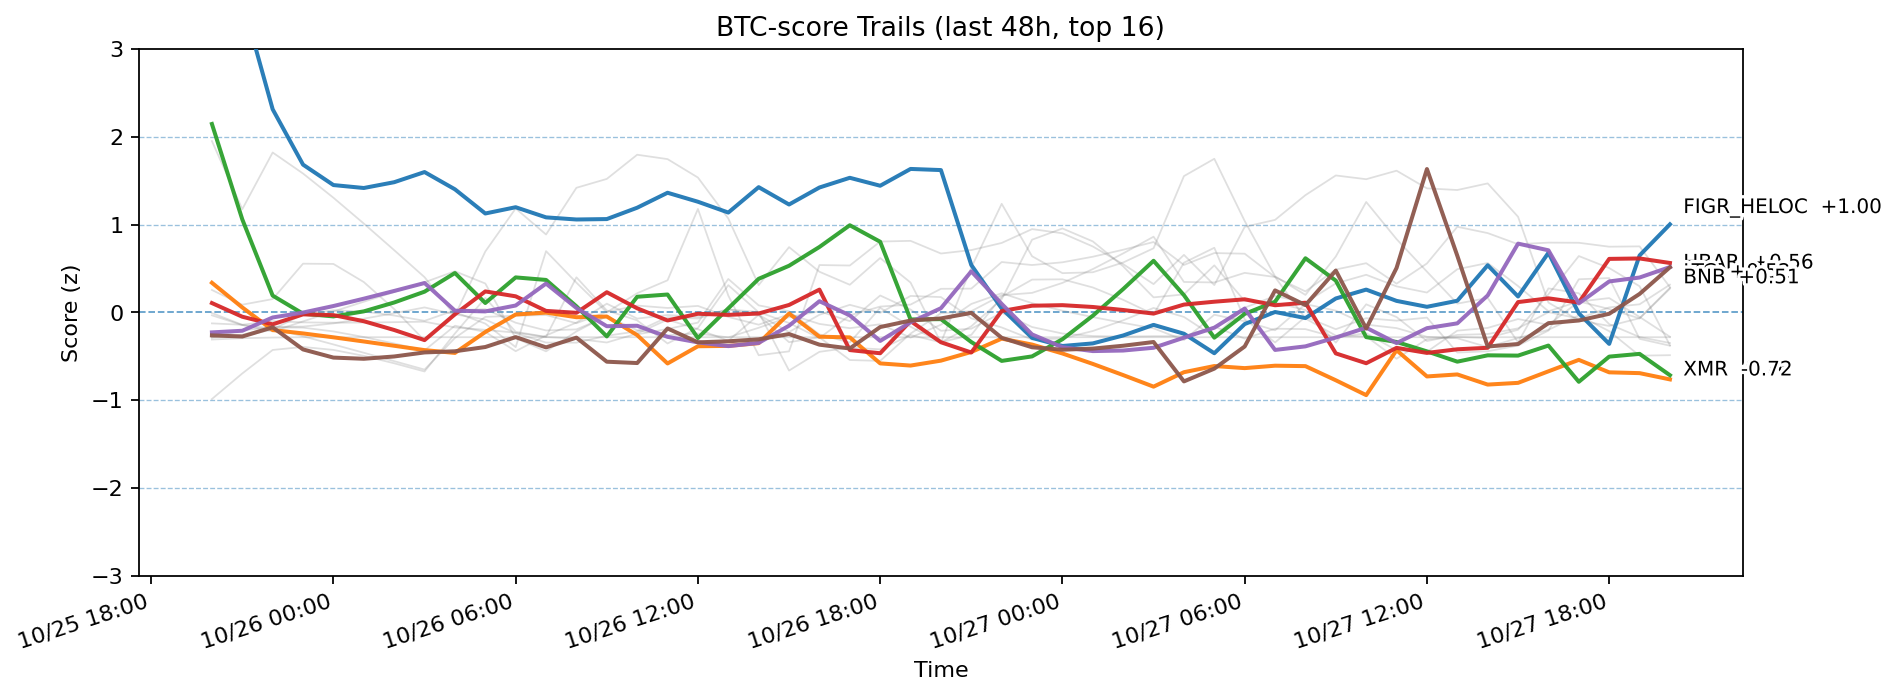 BTC-score Trails (last 48h, top 16)
Score (z)
3
2
1
0
−1
−2
−3
FIGR_HELOC +1.00
HBAR +0.56
BNB +0.51
XMR -0.72
10/25 18:00
10/26 00:00
10/26 06:00
10/26 12:00
10/26 18:00
10/27 00:00
10/27 06:00
10/27 12:00
10/27 18:00
Time